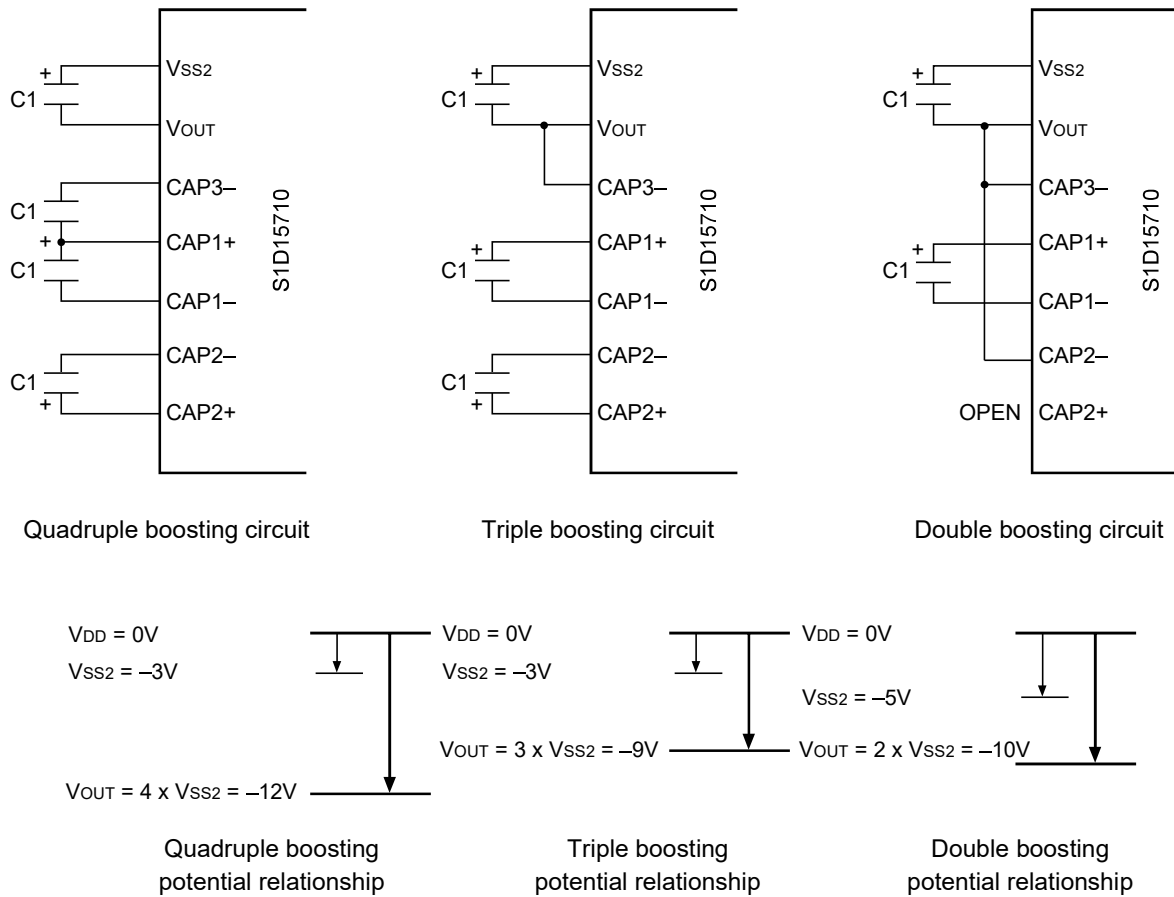 VSS2
+
C1
VOUT
CAP3–
C1
+
CAP1+
C1
CAP1–
CAP2–
C1
+
CAP2+
S1D15710
Quadruple boosting circuit
VSS2
+
C1
VOUT
CAP3–
+
CAP1+
C1
CAP1–
CAP2–
C1
+
CAP2+
S1D15710
Triple boosting circuit
VSS2
+
C1
VOUT
CAP3–
+
CAP1+
C1
CAP1–
CAP2–
OPEN
CAP2+
S1D15710
Double boosting circuit
VDD = 0V
VSS2 = –3V
VOUT = 4 x VSS2 = –12V
Quadruple boosting
potential relationship
VDD = 0V
VSS2 = –3V
VOUT = 3 x VSS2 = –9V
Triple boosting
potential relationship
VDD = 0V
VSS2 = –5V
VOUT = 2 x VSS2 = –10V
Double boosting
potential relationship